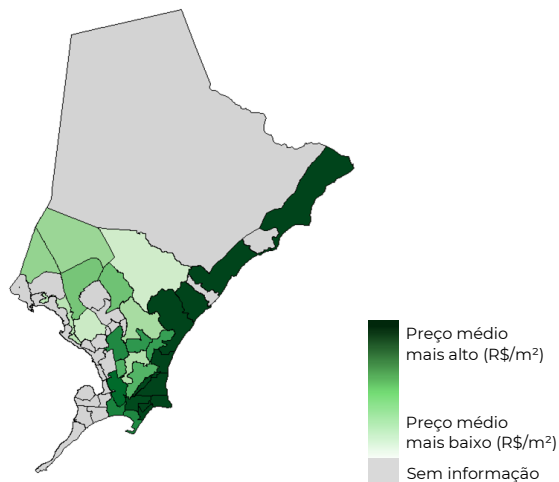 Preço médio
mais alto (R$/m²)
Preço médio
mais baixo (R$/m²)
Sem informação